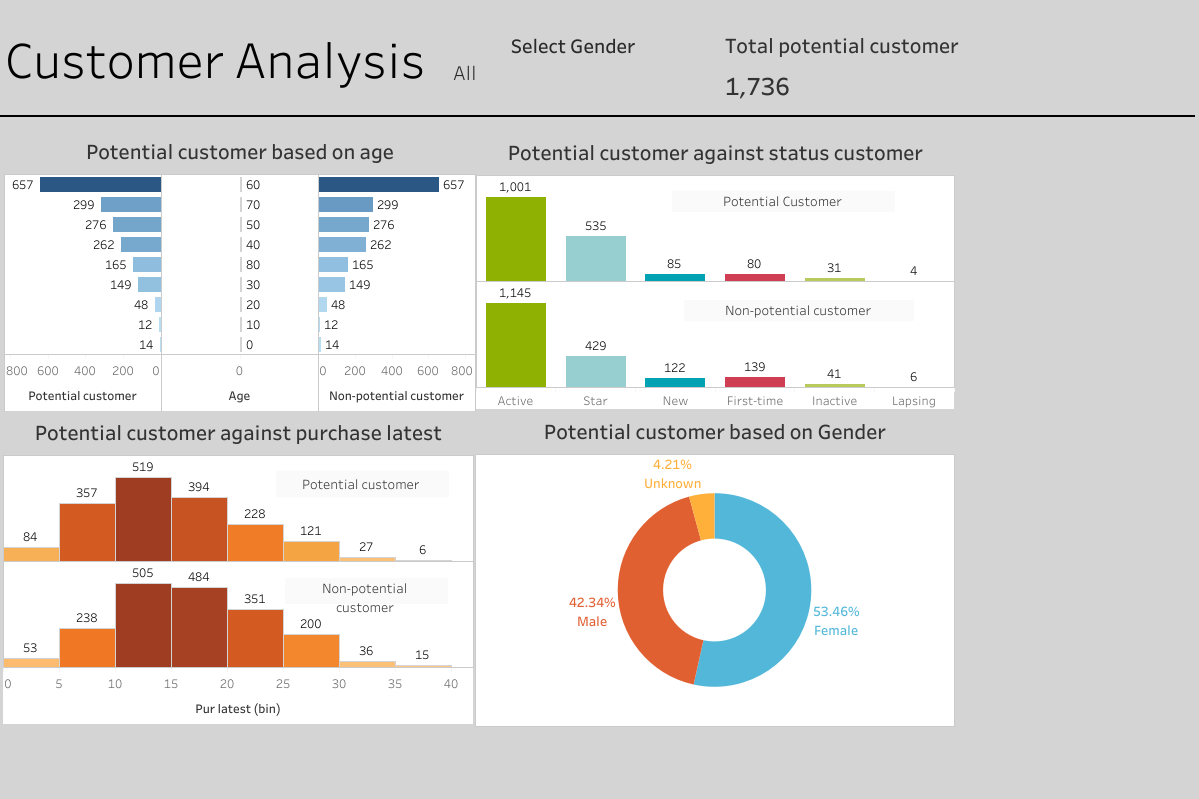 Customer Analysis
All
Select Gender
Total potential customer
1,736
Potential customer based on age
657 60 657
299 70 299
276 50 276
262 40 262
165 80 165
149 30 149
48 20 48
12 10 12
14 0 14
800 600 400 200 0 0 0 200 400 600 800
Potential customer Age Non-potential customer
Potential customer against status customer
Potential Customer
1,001 535 85 80 31 4
Non-potential customer
1,145 429 122 139 41 6
Active Star New First-time Inactive Lapsing
Potential customer against purchase latest
Potential customer
84 357 519 394 228 121 27 6
Non-potential
customer
53 238 505 484 351 200 36 15
0 5 10 15 20 25 30 35 40
Pur latest (bin)
Potential customer based on Gender
4.21%
Unknown
42.34%
Male
53.46%
Female